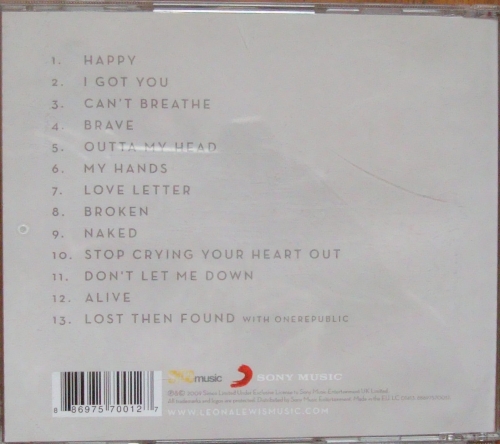 1. HAPPY
2. I GOT YOU
3. CAN'T BREATHE
4. BRAVE
5. OUTTA MY HEAD
6. MY HANDS
7. LOVE LETTER
8. BROKEN
9. NAKED
10. STOP CRYING YOUR HEART OUT
11. DON'T LET ME DOWN
12. ALIVE
13. LOST THEN FOUND WITH ONEREPUBLIC
music SONY MUSIC
8 86975 70012 7
WWW.LEONALEWISMUSIC.COM